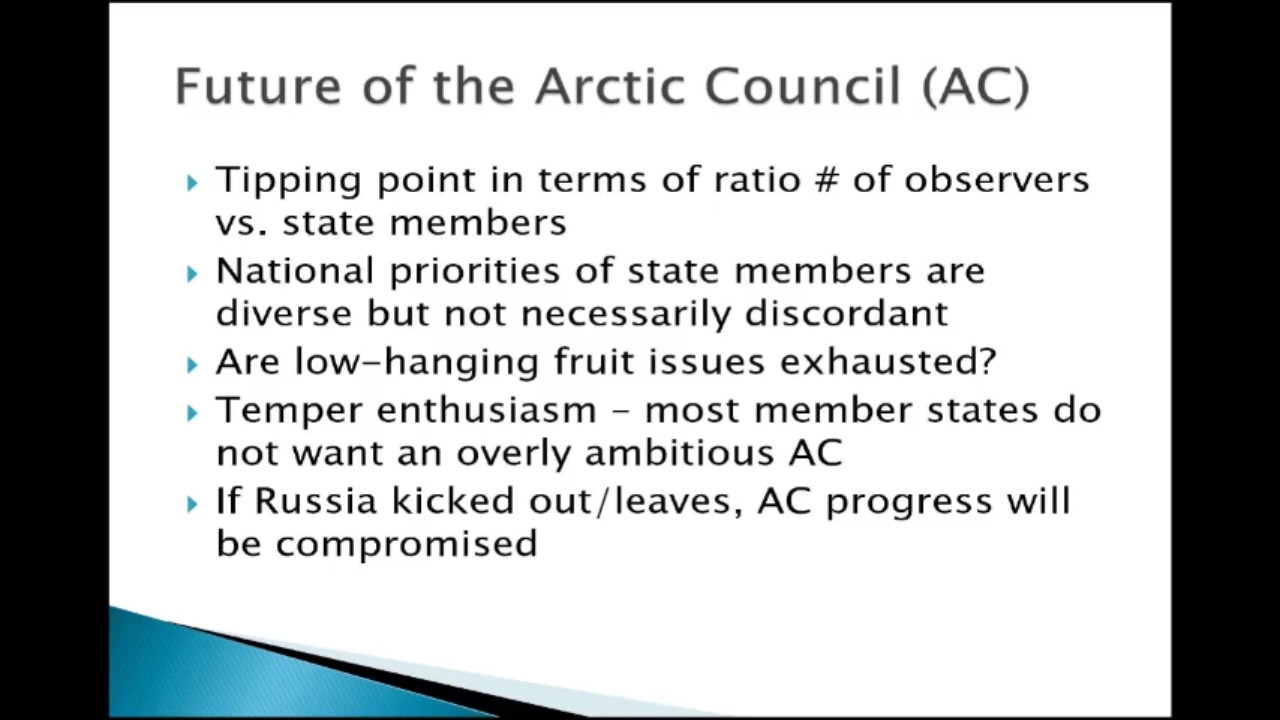 Future of the Arctic Council (AC)
Tipping point in terms of ratio # of observers
vs. state members
National priorities of state members are
diverse but not necessarily discordant
Are low-hanging fruit issues exhausted?
Temper enthusiasm – most member states do
not want an overly ambitious AC
If Russia kicked out/leaves, AC progress will
be compromised